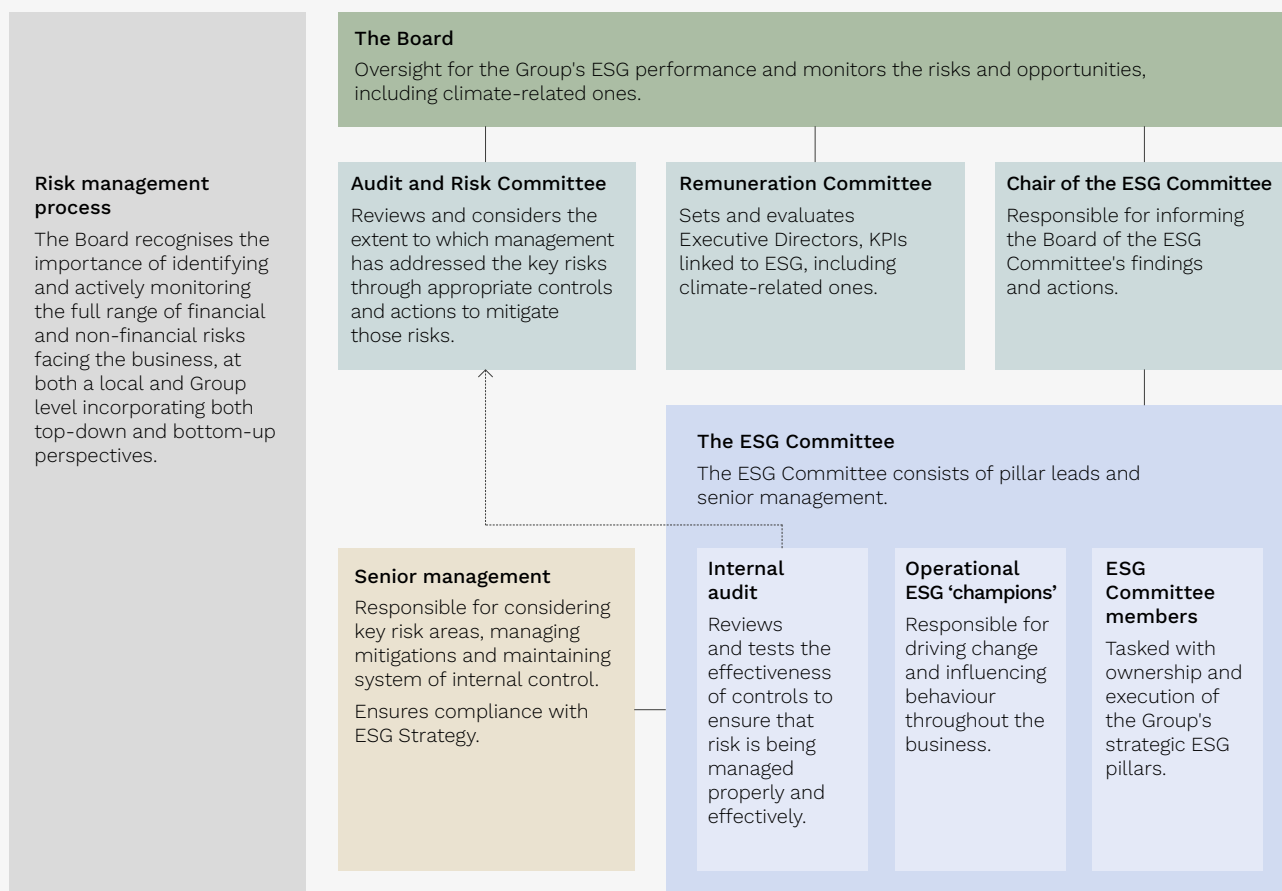 Risk management
process
The Board recognises the
importance of identifying
and actively monitoring
the full range of financial
and non-financial risks
facing the business, at
both a local and Group
level incorporating both
top-down and bottom-up
perspectives.
The Board
Oversight for the Group's ESG performance and monitors the risks and opportunities,
including climate-related ones.
Audit and Risk Committee
Reviews and considers the
extent to which management
has addressed the key risks
through appropriate controls
and actions to mitigate
those risks.
Remuneration Committee
Sets and evaluates
Executive Directors, KPIs
linked to ESG, including
climate-related ones.
Chair of the ESG Committee
Responsible for informing
the Board of the ESG
Committee's findings
and actions.
The ESG Committee
The ESG Committee consists of pillar leads and
senior management.
Senior management
Responsible for considering
key risk areas, managing
mitigations and maintaining
system of internal control.
Ensures compliance with
ESG Strategy.
Internal
audit
Reviews
and tests the
effectiveness
of controls to
ensure that
risk is being
managed
properly and
effectively.
Operational
ESG ‘champions’
Responsible for
driving change
and influencing
behaviour
throughout the
business.
ESG
Committee
members
Tasked with
ownership and
execution of
the Group's
strategic ESG
pillars.